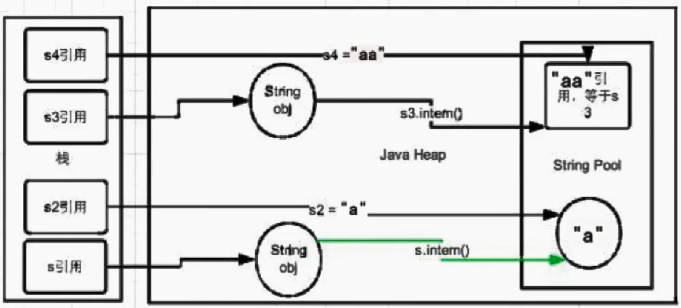 s4引用
s4 ="aa"
"aa"引
用，等于s
3
String
obj
s3引用
s3.intern()
栈
Java Heap
String Pool
s2引用
s2 = "a"
"a"
s引用
String
obj
s.intern()